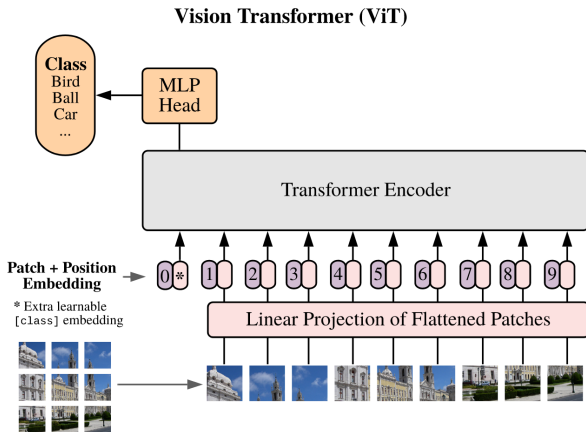 Vision Transformer (ViT)
Class
Bird
Ball
Car
...
MLP
Head
Transformer Encoder
Patch + Position
Embedding
0 * 1 2 3 4 5 6 7 8 9
* Extra learnable
[class] embedding
Linear Projection of Flattened Patches